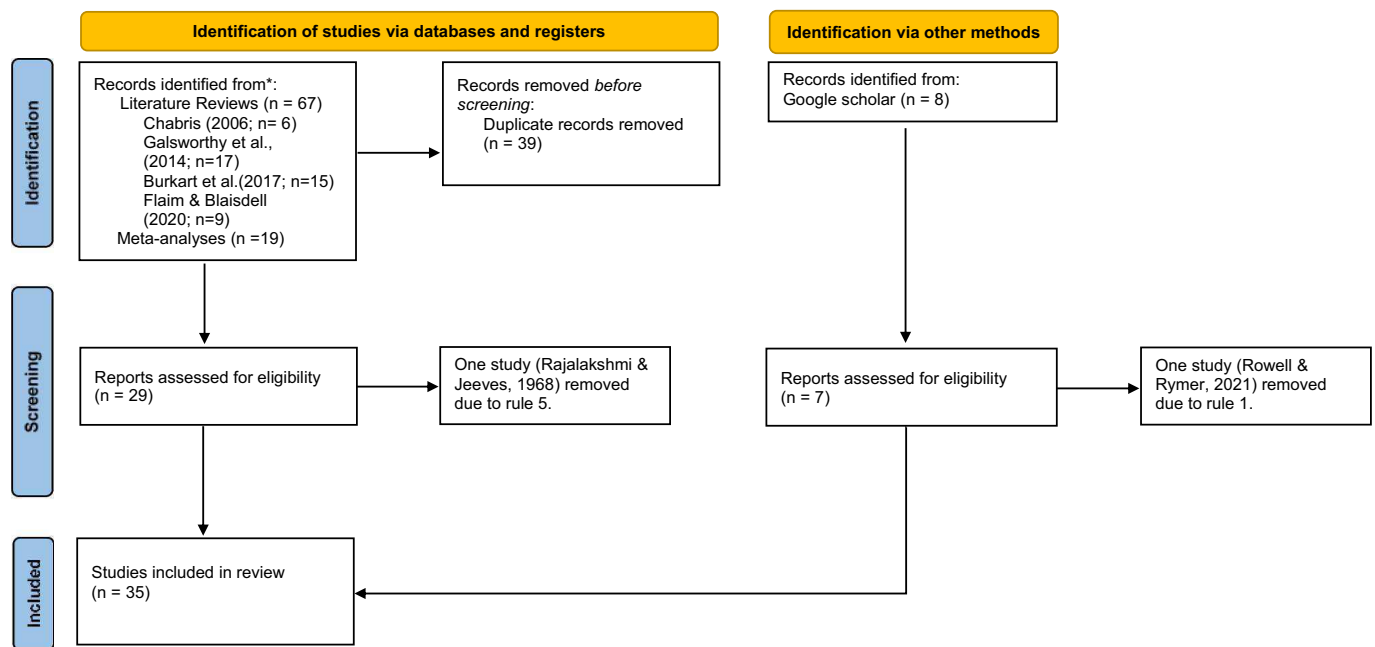 Identification of studies via databases and registers
Identification via other methods
Identification
Records identified from*:
Literature Reviews (n = 67)
Chabris (2006; n= 6)
Galsworthy et al.,
(2014; n=17)
Burkart et al.(2017; n=15)
Flaim & Blaisdell
(2020; n=9)
Meta-analyses (n =19)
Records removed before
screening:
Duplicate records removed
(n = 39)
Records identified from:
Google scholar (n = 8)
Screening
Reports assessed for eligibility
(n = 29)
One study (Rajalakshmi &
Jeeves, 1968) removed
due to rule 5.
Reports assessed for eligibility
(n = 7)
One study (Rowell &
Rymer, 2021) removed
due to rule 1.
Included
Studies included in review
(n = 35)